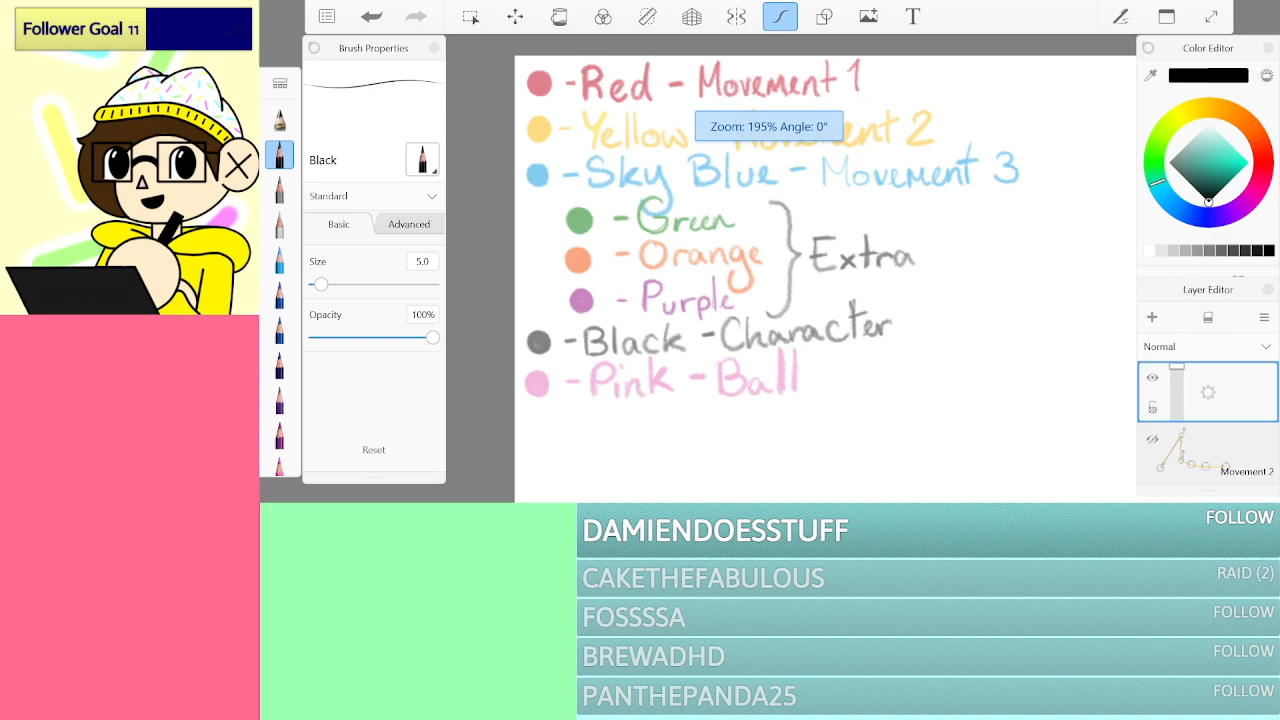 Follower Goal 11
Brush Properties
Black
Standard
Basic
Advanced
Size
5.0
Opacity
100%
Reset
T
- Red - Movement 1
- Yellow - Movement 2
Zoom: 195% Angle: 0°
- Sky Blue - Movement 3
- Green
- Orange
- Purple
Extra
- Black - Character
- Pink - Ball
Color Editor
Layer Editor
Normal
Movement 2
DAMIENDOESSTUFF FOLLOW
CAKETHEFABULOUS RAID (2)
FOSSSSA FOLLOW
BREWADHD FOLLOW
PANTHEPANDA25 FOLLOW